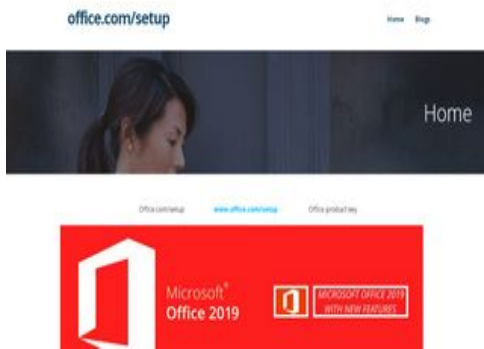 office.com/setup
Home Blogs
Home
Office com/setup www.office.com/setup Office product key
Microsoft®
Office 2019
MICROSOFT OFFICE 2019
WITH NEW FEATURES